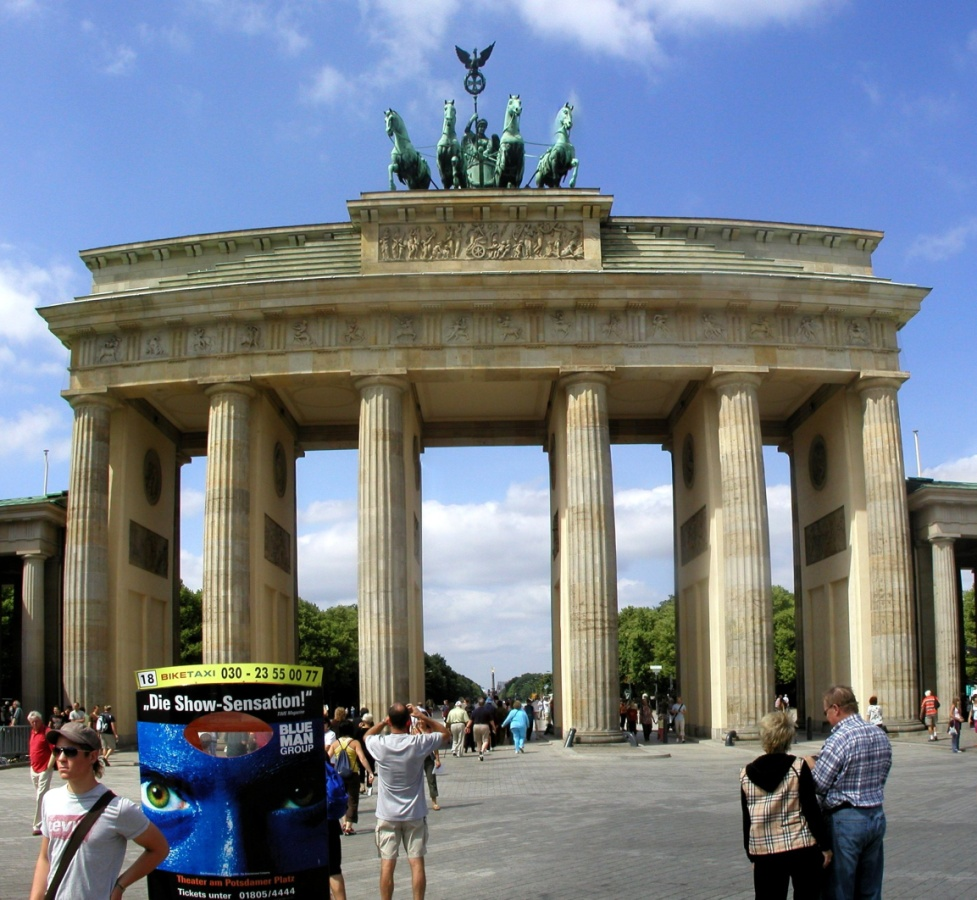 18 BIKETAXI 030 - 23 55 00 77
„Die Show-Sensation!"
BLUE
MAN
GROUP
Theater am Potsdamer Platz
Tickets unter 01805/4444